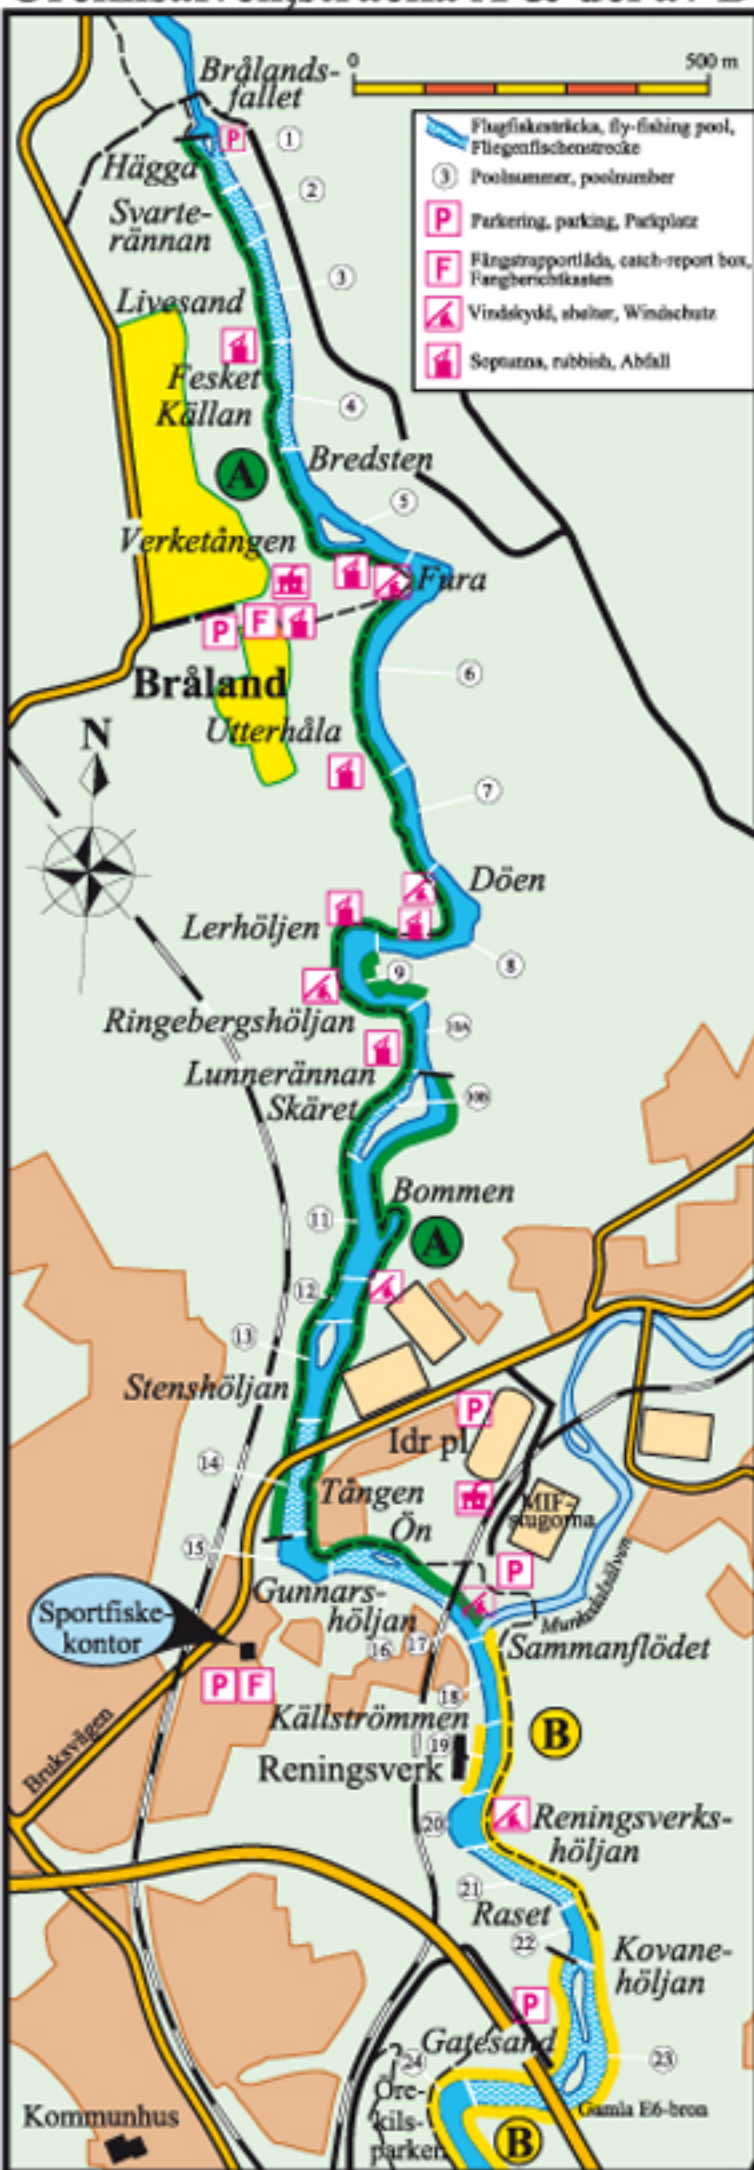 0
500 m
Flugfiskesträcka, fly-fishing pool,
Fliegenfischenstrecke
3
Poolnummer, poolnumber
P
Parkering, parking, Parkplatz
F
Fångstrapportlåda, catch-report box,
Fangberichtkasten
Vindskydd, shelter, Windschutz
Soptunna, rubbish, Abfall
Brålands-
fallet
P
1
Hägga
2
Svarte-
rännan
3
Livesand
Fesket
Källan
4
A
Bredsten
5
Verketången
Fura
P
F
Bråland
6
Utterhåla
N
7
Döen
Lerhöljen
8
9
Ringebergshöljan
10A
Lunnerännan
Skäret
10B
Bommen
11
A
12
13
Stenshöljan
P
Idr pl
14
Tången
MIF-
stugorna
Ön
15
P
Gunnars-
höljan
Munkedalsälven
Sportfiske-
kontor
16
17
Sammanflödet
P
F
18
Källströmmen
B
19
Bruksvägen
Reningsverk
20
Reningsverks-
höljan
21
Raset
22
Kovane-
höljan
P
Gatesand
23
24
Öre-
kils-
parken
Gamla E6-bron
Kommunhus
B